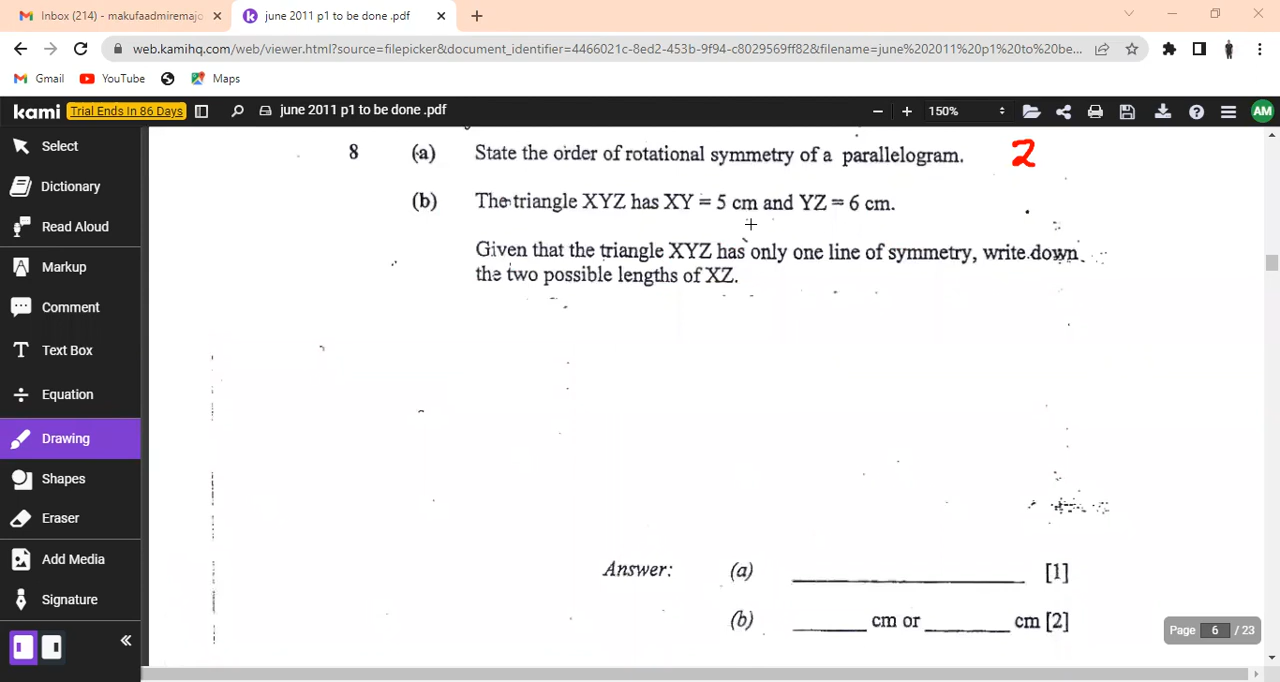 Inbox (214) - makufaadmiremajo
june 2011 p1 to be done .pdf
web.kamihq.com/web/viewer.html?source=filepicker&document_identifier=4466021c-8ed2-453b-9f94-c8029569ff82&filename=june%202011%20p1%20to%20be...
Gmail YouTube Maps
kami Trial Ends In 86 Days june 2011 p1 to be done .pdf 150% AM
Select
Dictionary
Read Aloud
Markup
Comment
Text Box
Equation
Drawing
Shapes
Eraser
Add Media
Signature
8 (a) State the order of rotational symmetry of a parallelogram. 2
(b) The triangle XYZ has XY = 5 cm and YZ = 6 cm.
Given that the triangle XYZ has only one line of symmetry, write down
the two possible lengths of XZ.
Answer: (a) [1]
(b) cm or cm [2]
Page 6 / 23